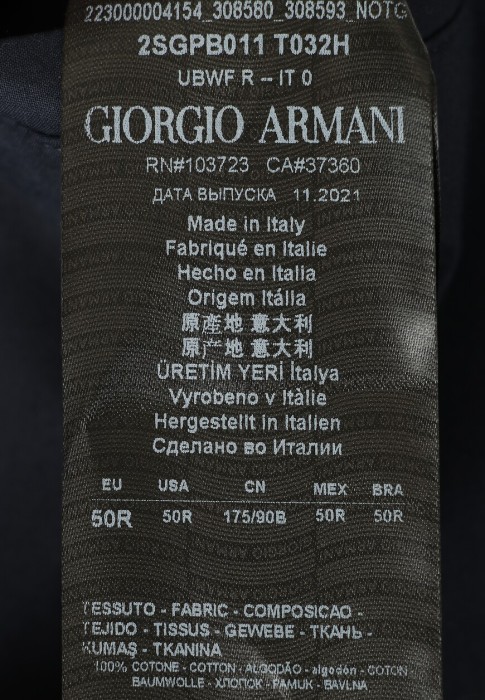 223000004154_308580_308593_NOTG
2SGPB011 T032H
UBWF R -- IT 0
GIORGIO ARMANI
RN#103723 CA#37360
ДАТА ВЫПУСКА 11.2021
Made in Italy
Fabriqué en Italie
Hecho en Italia
Origem Itália
原產地 意大利
原产地 意大利
ÜRETİM YERİ İtalya
Vyrobeno v Itàlie
Hergestellt in Italien
Сделано во Италии
EU USA CN MEX BRA
50R 50R 175/90B 50R 50R
TESSUTO - FABRIC - COMPOSICAO -
TEJIDO - TISSUS - GEWEBE - ТКАНЬ -
KUMAŞ - TKANINA
100% COTONE - COTTON - ALGODÃO - algodón - COTON -
BAUMWOLLE - ХЛОПОК - PAMUK - BAVLNA